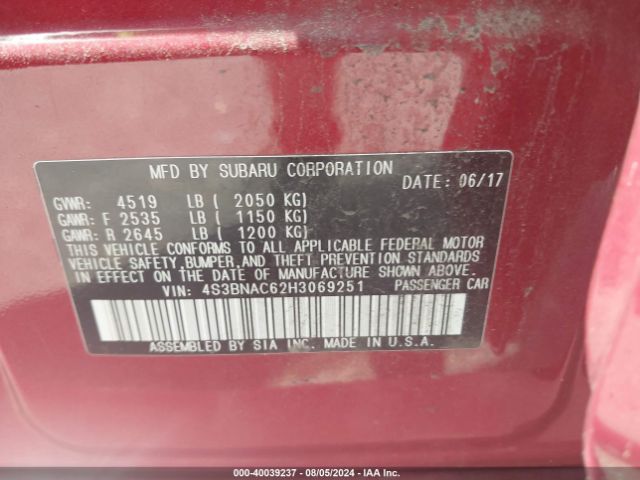 MFD BY SUBARU CORPORATION
DATE: 06/17
GVWR: 4519 LB ( 2050 KG)
GAWR: F 2535 LB ( 1150 KG)
GAWR: R 2645 LB ( 1200 KG)
THIS VEHICLE CONFORMS TO ALL APPLICABLE FEDERAL MOTOR
VEHICLE SAFETY, BUMPER, AND THEFT PREVENTION STANDARDS
IN EFFECT ON THE DATE OF MANUFACTURE SHOWN ABOVE.
VIN: 4S3BNAC62H3069251 PASSENGER CAR
ASSEMBLED BY SIA INC. MADE IN U.S.A.
000-40039237 - 08/05/2024 - IAA Inc.